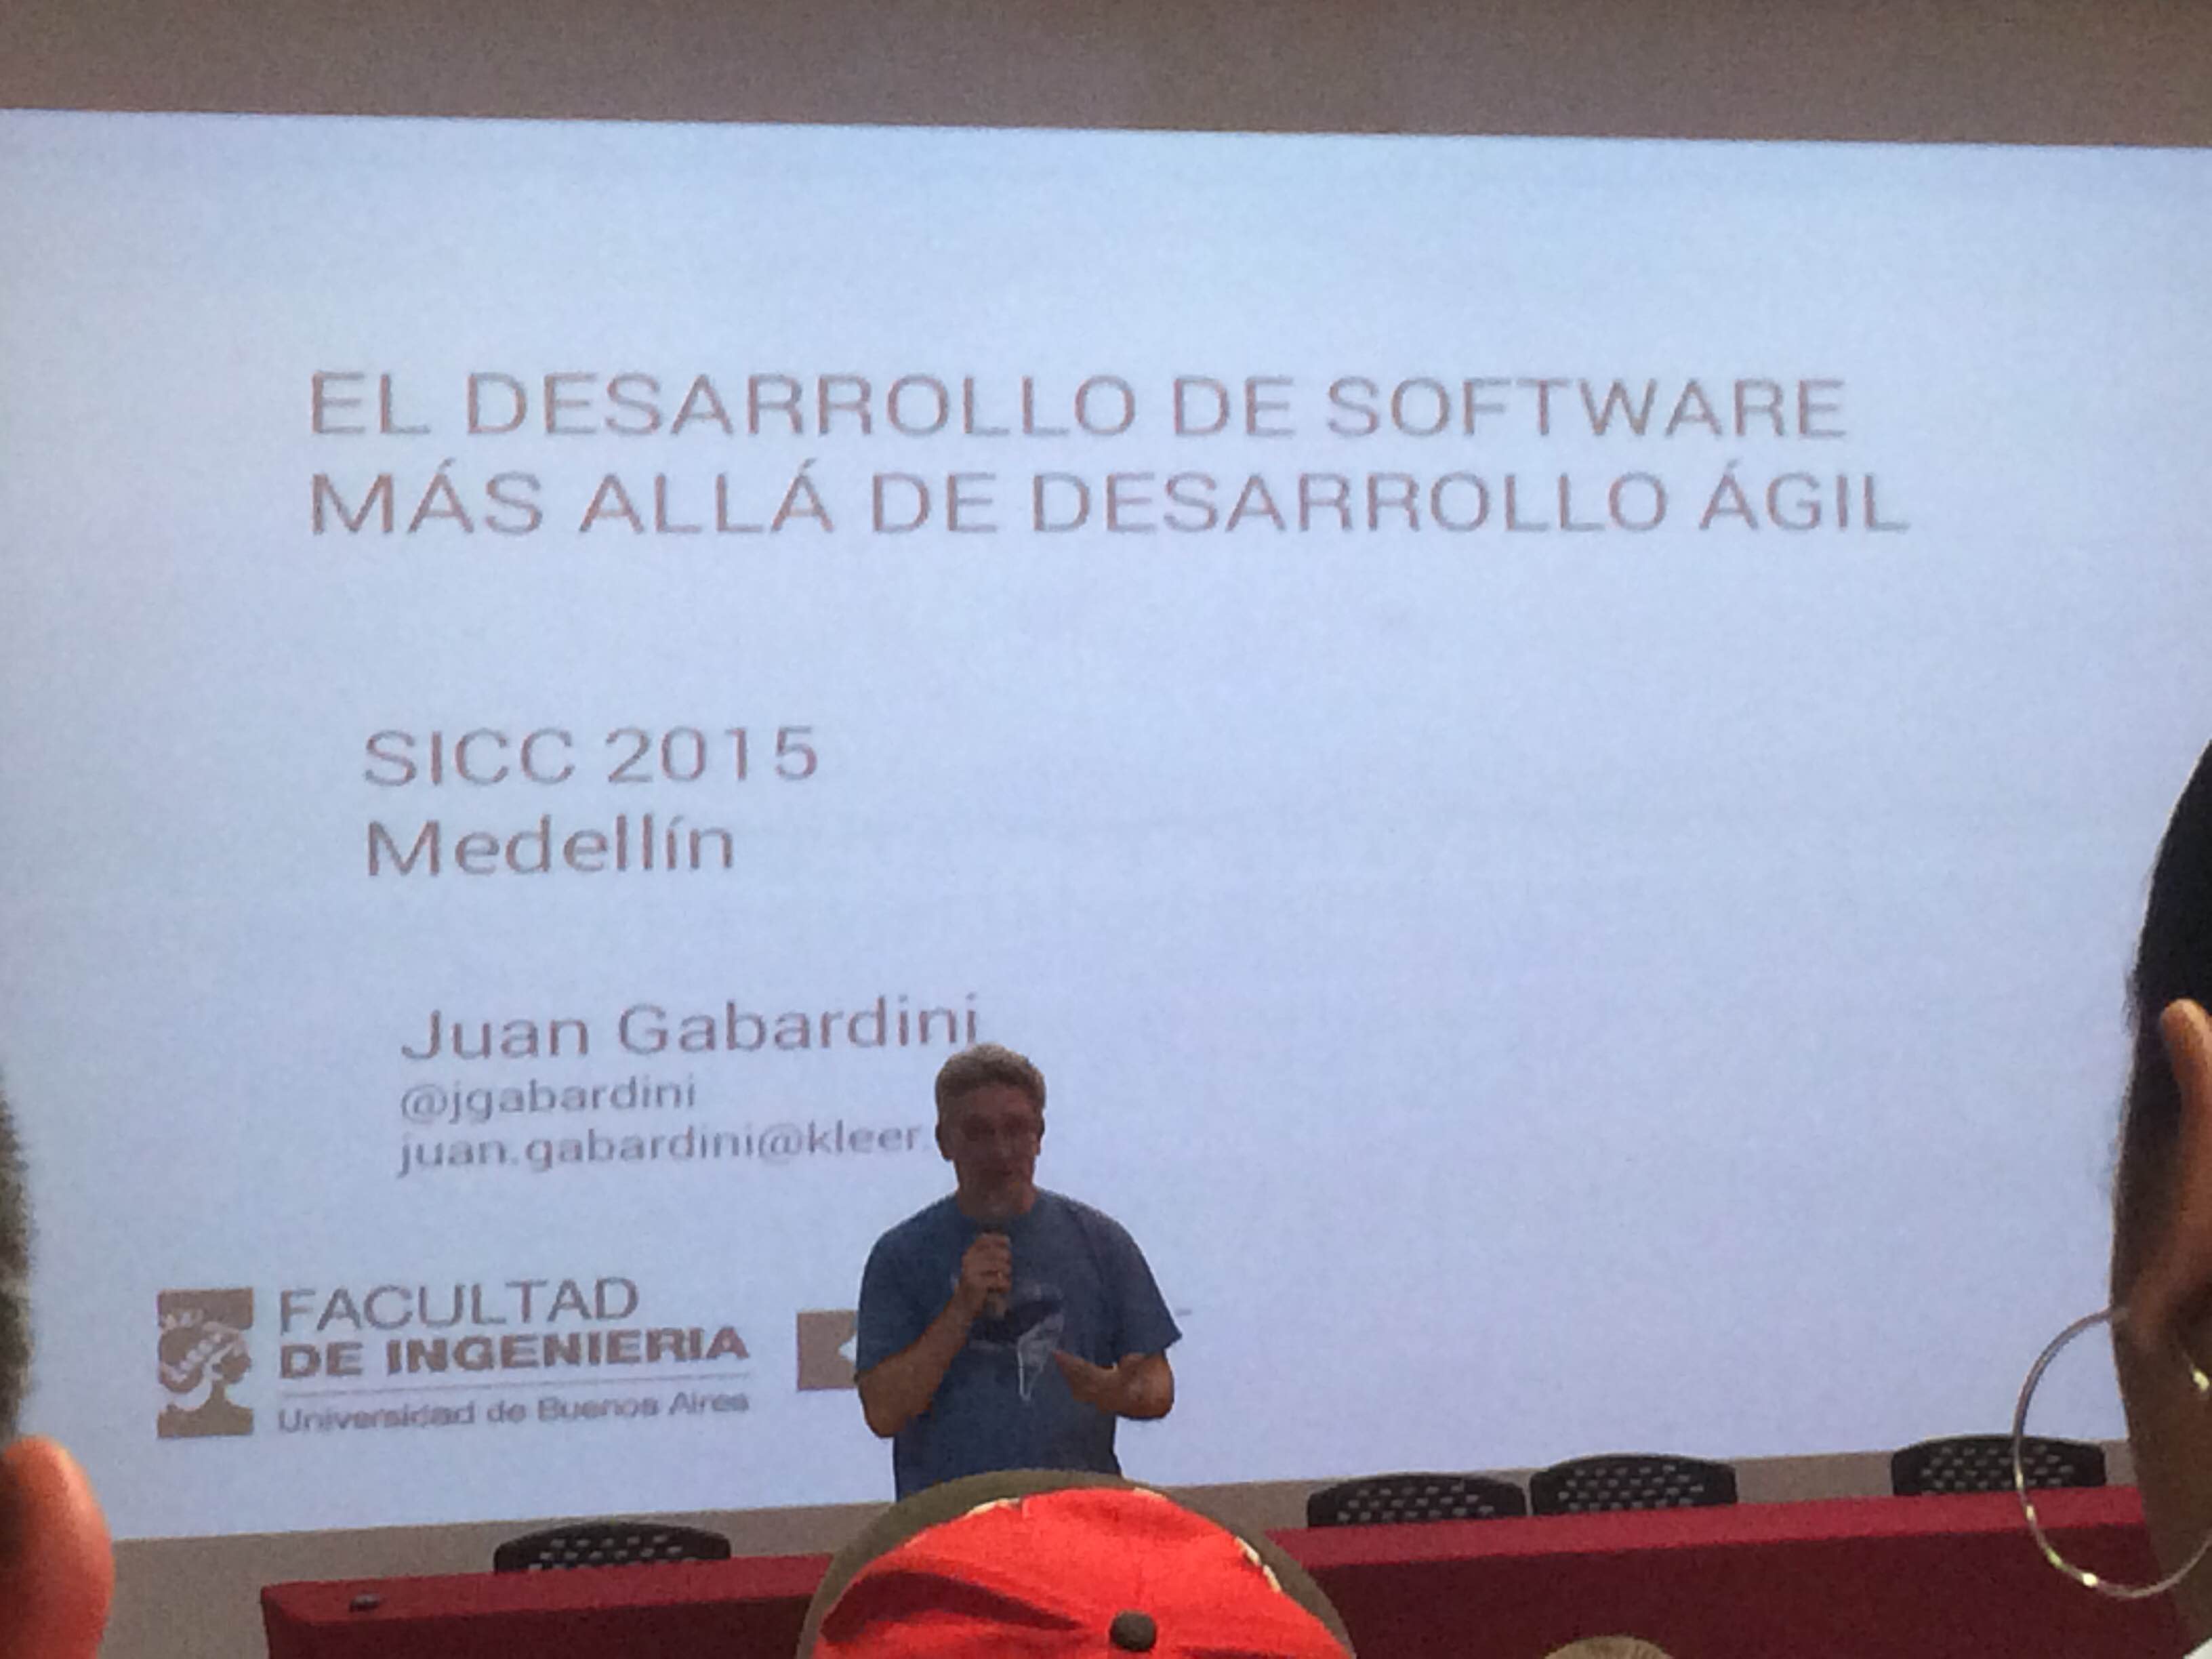 EL DESARROLLO DE SOFTWARE
MÁS ALLÁ DE DESARROLLO ÁGIL
SICC 2015
Medellín
Juan Gabardini
@jgabardini
juan.gabardini@kleer.
FACULTAD
DE INGENIERIA
Universidad de Buenos Aires